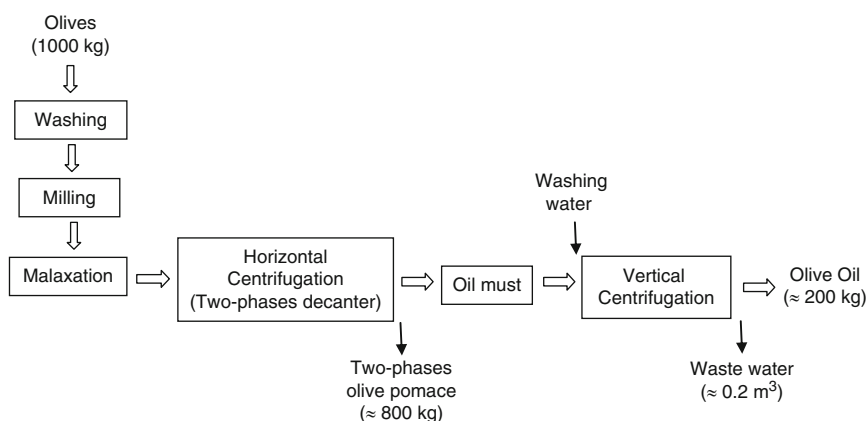 Olives
(1000 kg)
Washing
Milling
Malaxation
Horizontal
Centrifugation
(Two-phases decanter)
Two-phases
olive pomace
(≈ 800 kg)
Oil must
Washing
water
Vertical
Centrifugation
Olive Oil
(≈ 200 kg)
Waste water
(≈ 0.2 m³)